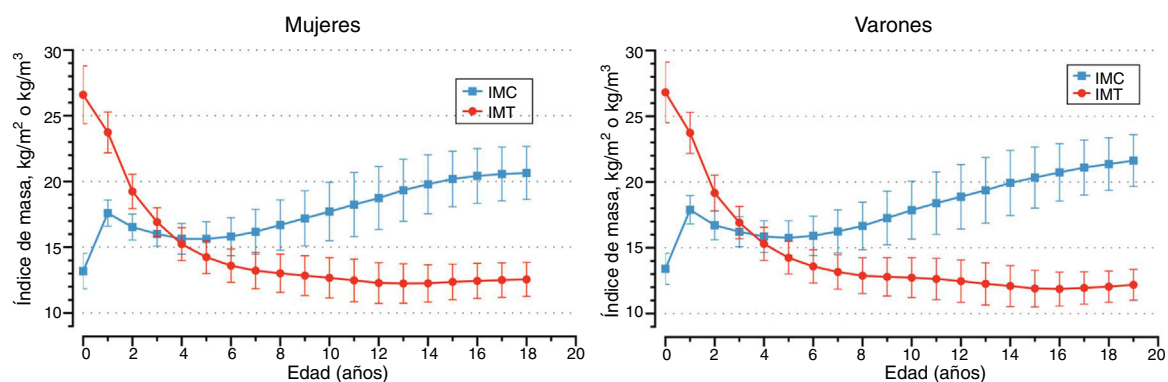 Mujeres
Índice de masa, kg/m² o kg/m³
30
25
20
15
10
IMC
IMT
0 2 4 6 8 10 12 14 16 18 20
Edad (años)
Varones
Índice de masa, kg/m² o kg/m³
30
25
20
15
10
IMC
IMT
0 2 4 6 8 10 12 14 16 18 20
Edad (años)